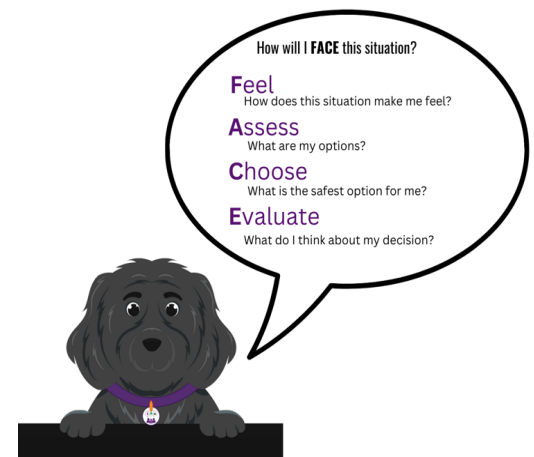 How will I FACE this situation?
Feel
How does this situation make me feel?
Assess
What are my options?
Choose
What is the safest option for me?
Evaluate
What do I think about my decision?